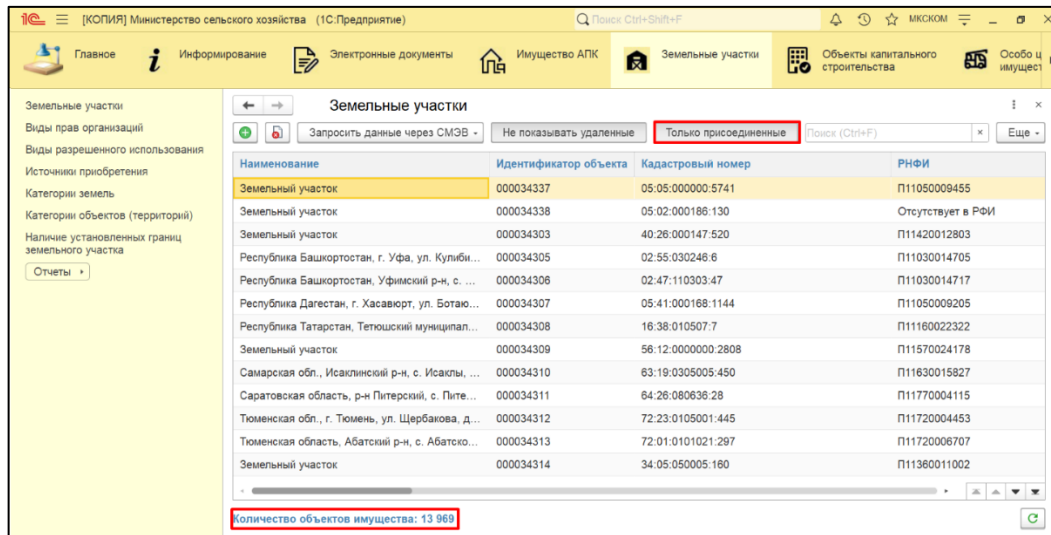 [КОПИЯ] Министерство сельского хозяйства (1С:Предприятие)
Поиск Ctrl+Shift+F
МКСКОМ
Главное
Информирование
Электронные документы
Имущество АПК
Земельные участки
Объекты капитального
строительства
Особо ц
имущест
Земельные участки
Виды прав организаций
Виды разрешенного использования
Источники приобретения
Категории земель
Категории объектов (территорий)
Наличие установленных границ
земельного участка
Отчеты
Земельные участки
Запросить данные через СМЭВ
Не показывать удаленные
Только присоединенные
Поиск (Ctrl+F)
Еще
Наименование Идентификатор объекта Кадастровый номер РНФИ
Земельный участок 000034337 05:05:000000:5741 П11050009455
Земельный участок 000034338 05:02:000186:130 Отсутствует в РФИ
Земельный участок 000034303 40:26:000147:520 П11420012803
Республика Башкортостан, г. Уфа, ул. Кулиби... 000034305 02:55:030246:6 П11030014705
Республика Башкортостан, Уфимский р-н, с. ... 000034306 02:47:110303:47 П11030014717
Республика Дагестан, г. Хасавюрт, ул. Ботаю... 000034307 05:41:000168:1144 П11050009205
Республика Татарстан, Тетюшский муниципал... 000034308 16:38:010507:7 П11160022322
Земельный участок 000034309 56:12:0000000:2808 П11570024178
Самарская обл., Исаклинский р-н, с. Исаклы, ... 000034310 63:19:0305005:450 П11630015827
Саратовская область, р-н Питерский, с. Пите... 000034311 64:26:080636:28 П11770004115
Тюменская обл., г. Тюмень, ул. Щербакова, д... 000034312 72:23:0105001:445 П11720004453
Тюменская область, Абатский р-н, с. Абатско... 000034313 72:01:0101021:297 П11720006707
Земельный участок 000034314 34:05:050005:160 П11360011002
Количество объектов имущества: 13 969